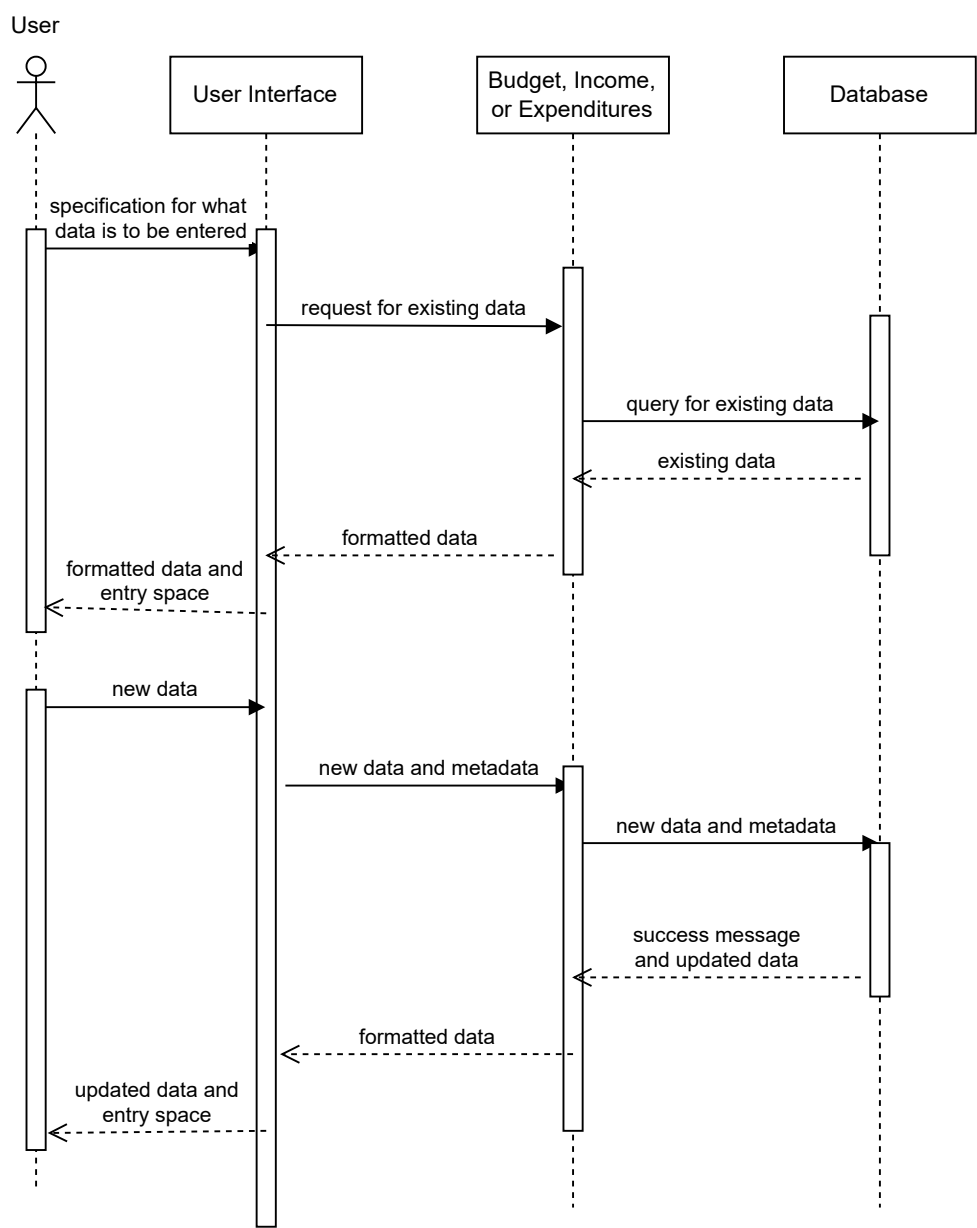 User
User Interface
Budget, Income,
or Expenditures
Database
specification for what
data is to be entered
request for existing data
query for existing data
existing data
formatted data
formatted data and
entry space
new data
new data and metadata
new data and metadata
success message
and updated data
formatted data
updated data and
entry space